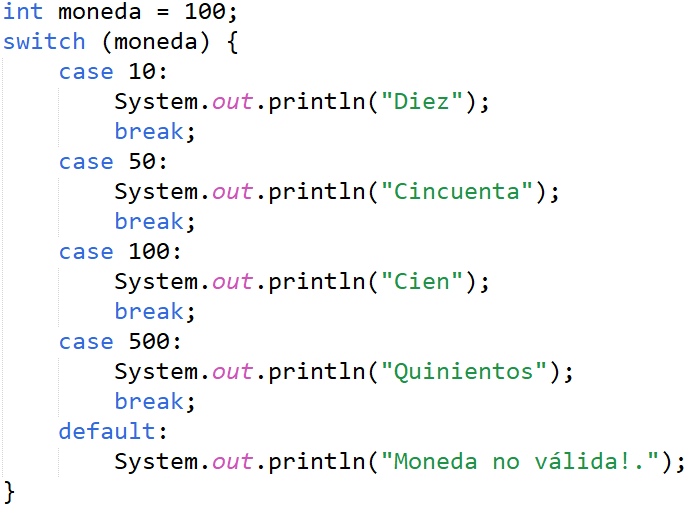 int moneda = 100;
switch (moneda) {
    case 10:
        System.out.println("Diez");
        break;
    case 50:
        System.out.println("Cincuenta");
        break;
    case 100:
        System.out.println("Cien");
        break;
    case 500:
        System.out.println("Quinientos");
        break;
    default:
        System.out.println("Moneda no válida!.");
}